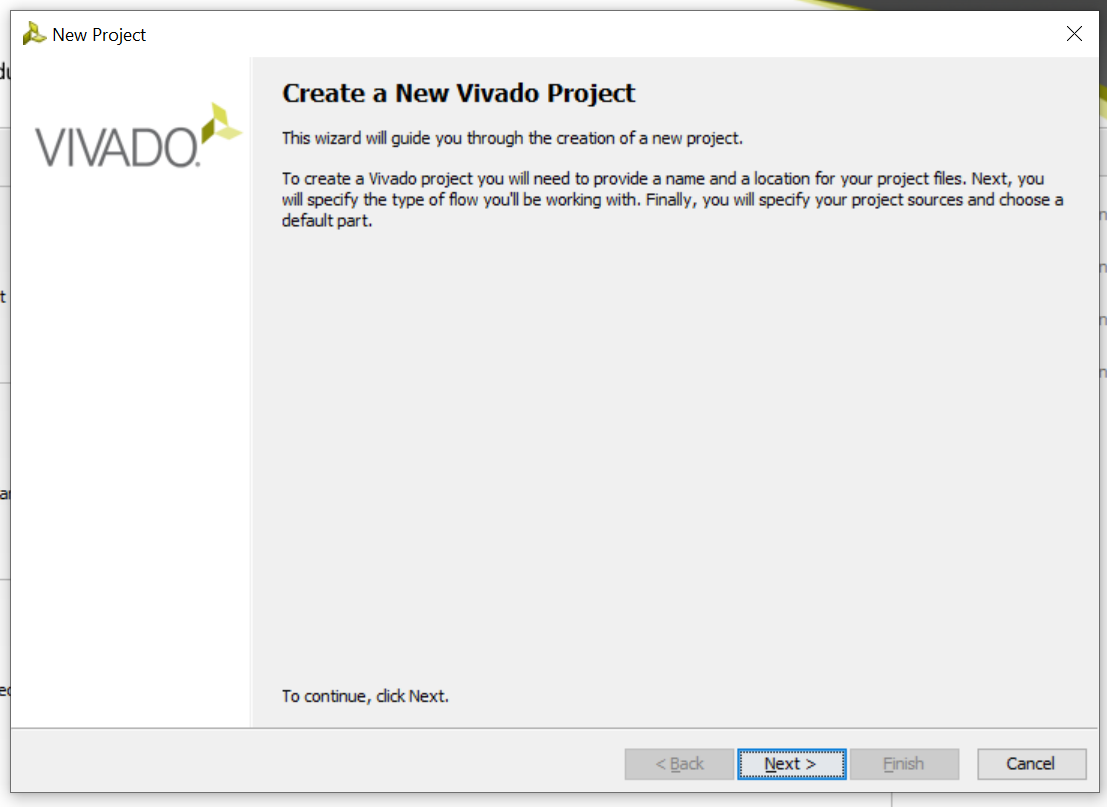 New Project
VIVADO.
Create a New Vivado Project
This wizard will guide you through the creation of a new project.
To create a Vivado project you will need to provide a name and a location for your project files. Next, you
will specify the type of flow you'll be working with. Finally, you will specify your project sources and choose a
default part.
To continue, click Next.
< Back
Next >
Finish
Cancel